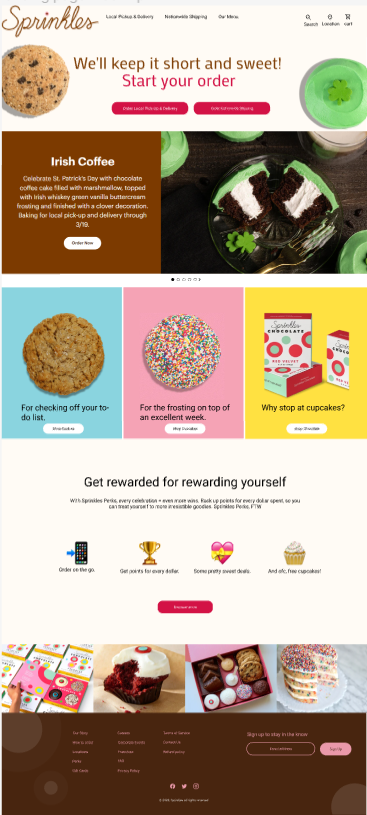 Sprinkles
Local Pickup & Delivery Nationwide Shipping Our Menu
Search Location cart
We'll keep it short and sweet!
Start your order
Order Local Pick-Up & Delivery
Order Nationwide Shipping
Irish Coffee
Celebrate St. Patrick's Day with chocolate
coffee cake filled with marshmallow, topped
with Irish whiskey green vanilla buttercream
frosting and finished with a clover decoration.
Baking for local pick-up and delivery through
3/19.
Order Now
Sprinkles
CHOCOLATE
RED VELVET
For checking off your to-
do list.
For the frosting on top of
an excellent week.
Shop Cupcakes
Why stop at cupcakes?
Shop Chocolate
Get rewarded for rewarding yourself
With Sprinkles Perks, every celebration = even more wins. Rack up points for every dollar spent, so you
can treat yourself to more irresistible goodies. Sprinkles Perks, FTW
Order on the go.
Get points for every dollar.
Some pretty sweet deals.
And ofc, free cupcakes!
Our Story
Locations
Perks
Gift Cards
Careers
Franchise
FAQ
Privacy Policy
Terms of Service
Contact Us
Refund policy
Sign up to stay in the know
Email Address
Sign Up
© 2023, Sprinkles All rights reserved.